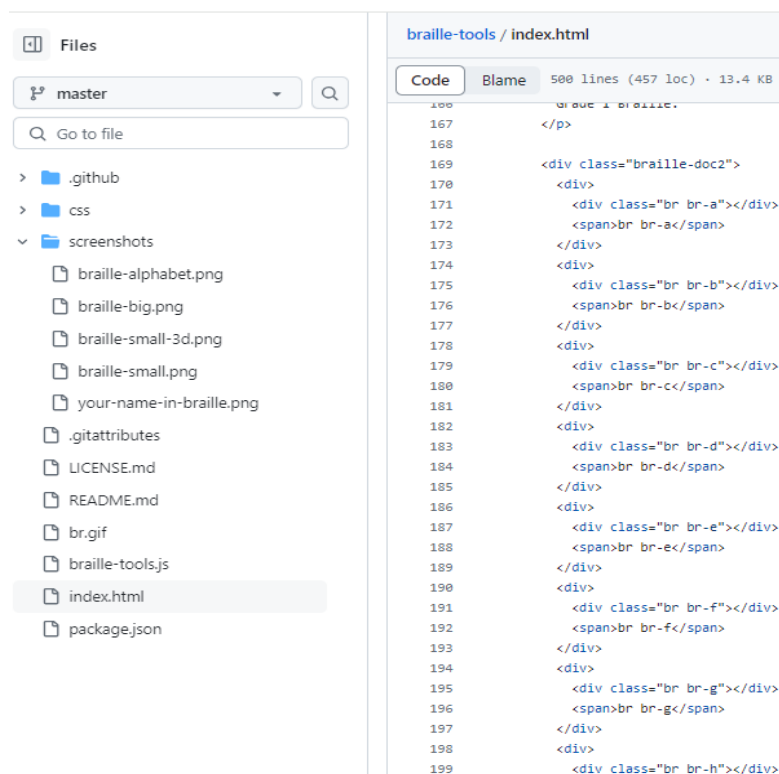 Files
master
Go to file
.github
css
screenshots
braille-alphabet.png
braille-big.png
braille-small-3d.png
braille-small.png
your-name-in-braille.png
.gitattributes
LICENSE.md
README.md
br.gif
braille-tools.js
index.html
package.json
braille-tools / index.html
Code Blame 500 lines (457 loc) · 13.4 KB
166 Grade 1 Braille.
167 </p>
168
169 <div class="braille-doc2">
170 <div>
171 <div class="br br-a"></div>
172 <span>br br-a</span>
173 </div>
174 <div>
175 <div class="br br-b"></div>
176 <span>br br-b</span>
177 </div>
178 <div>
179 <div class="br br-c"></div>
180 <span>br br-c</span>
181 </div>
182 <div>
183 <div class="br br-d"></div>
184 <span>br br-d</span>
185 </div>
186 <div>
187 <div class="br br-e"></div>
188 <span>br br-e</span>
189 </div>
190 <div>
191 <div class="br br-f"></div>
192 <span>br br-f</span>
193 </div>
194 <div>
195 <div class="br br-g"></div>
196 <span>br br-g</span>
197 </div>
198 <div>
199 <div class="br br-h"></div>